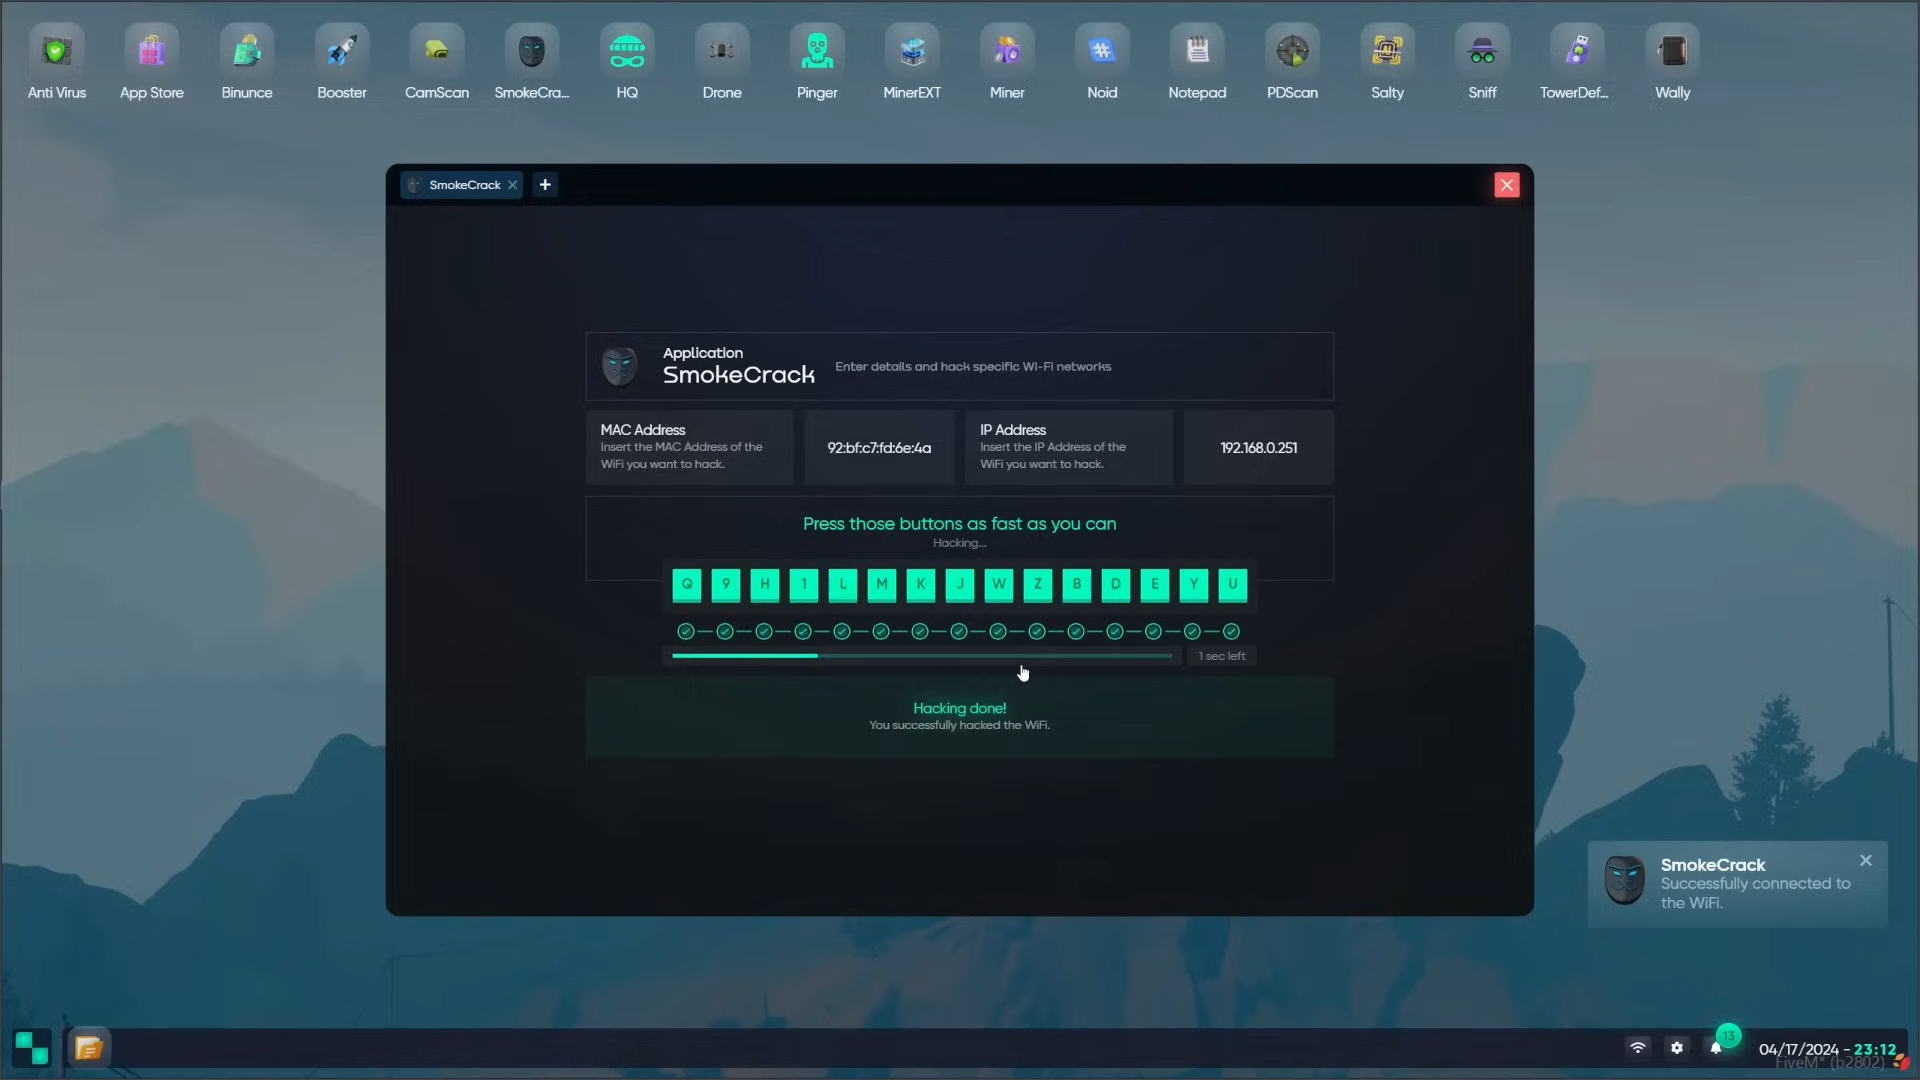 Anti Virus
App Store
Binunce
Booster
CamScan
SmokeCra...
HQ
Drone
Pinger
MinerEXT
Miner
Noid
Notepad
PDScan
Salty
Sniff
TowerDef...
Wally
SmokeCrack
Application
SmokeCrack
Enter details and hack specific Wi-Fi networks
MAC Address
Insert the MAC Address of the
WiFi you want to hack.
92:bf:c7:fd:6e:4a
IP Address
Insert the IP Address of the
WiFi you want to hack.
192.168.0.251
Press those buttons as fast as you can
Hacking...
Q 9 H 1 L M K J W Z B D E Y U
1 sec left
Hacking done!
You successfully hacked the WiFi.
SmokeCrack
Successfully connected to
the WiFi.
13
04/17/2024 - 23:12
FiveM* (b2802)